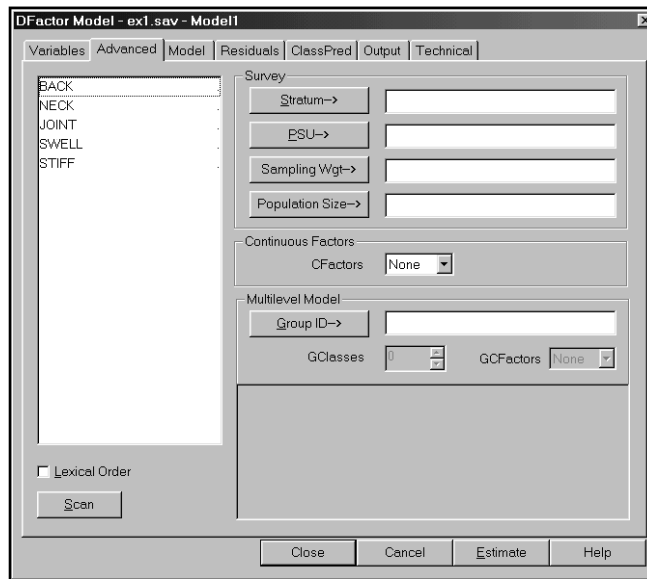 DFactor Model - ex1.sav - Model1
Variables Advanced Model Residuals ClassPred Output Technical
BACK .
NECK .
JOINT .
SWELL .
STIFF .
Lexical Order
Scan
Survey
Stratum-->
PSU-->
Sampling Wgt-->
Population Size-->
Continuous Factors
CFactors None
Multilevel Model
Group ID-->
GClasses 0 GCFactors None
Close Cancel Estimate Help